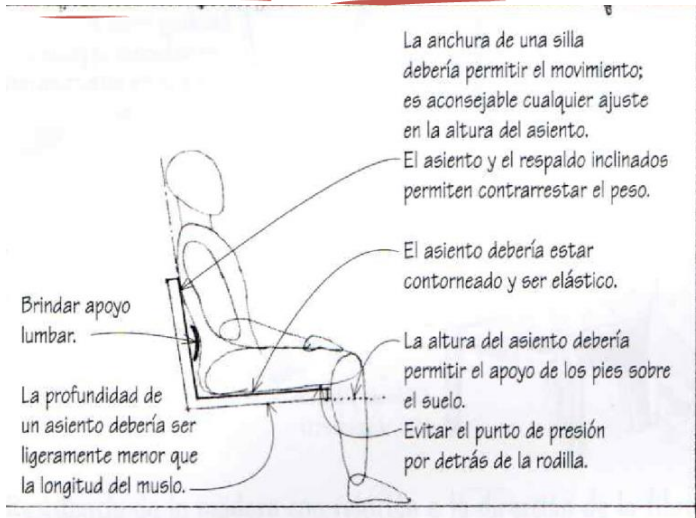 La anchura de una silla
debería permitir el movimiento;
es aconsejable cualquier ajuste
en la altura del asiento.
El asiento y el respaldo inclinados
permiten contrarrestar el peso.
El asiento debería estar
contorneado y ser elástico.
Brindar apoyo
lumbar.
La altura del asiento debería
permitir el apoyo de los pies sobre
el suelo.
La profundidad de
un asiento debería ser
ligeramente menor que
la longitud del muslo.
Evitar el punto de presión
por detrás de la rodilla.